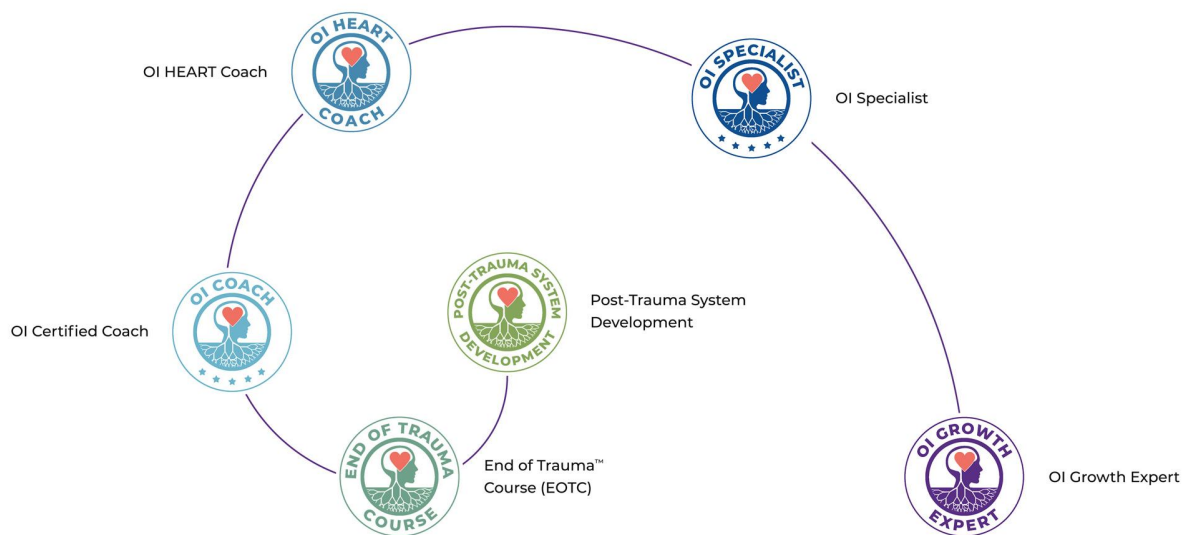 OI HEART
COACH
OI HEART Coach
OI SPECIALIST
OI Specialist
OI COACH
OI Certified Coach
POST-TRAUMA SYSTEM
DEVELOPMENT
Post-Trauma System
Development
END OF TRAUMA
COURSE
End of Trauma™
Course (EOTC)
OI GROWTH
EXPERT
OI Growth Expert